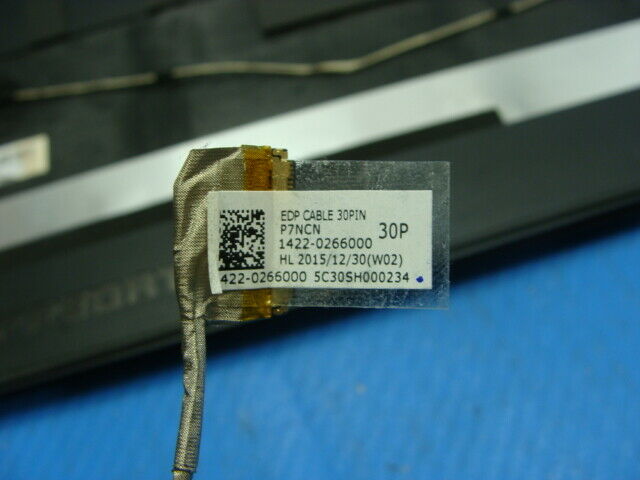 EDP CABLE 30PIN
P7NCN
30P
1422-0266000
HL 2015/12/30(W02)
422-0266000 5C30SH000234